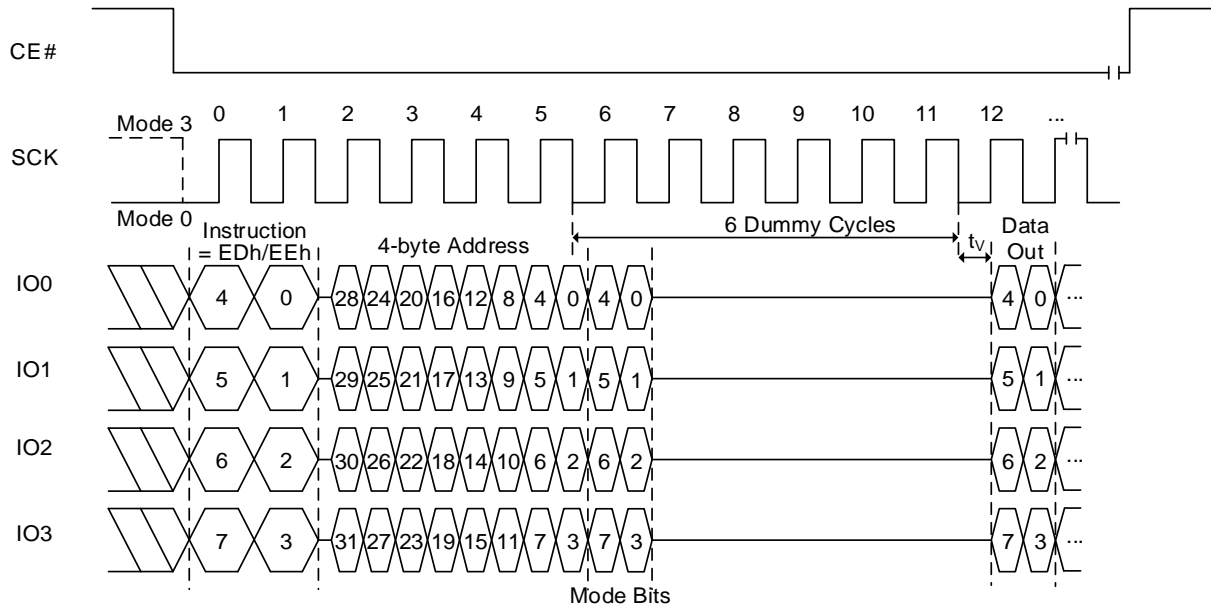 CE#
0 1 2 3 4 5 6 7 8 9 10 11 12 ...
Mode 3
SCK
Mode 0
Instruction
= EDh/EEh
4-byte Address
6 Dummy Cycles
tV
Data
Out
IO0
4 0 28 24 20 16 12 8 4 0 4 0 4 0 ...
IO1
5 1 29 25 21 17 13 9 5 1 5 1 5 1 ...
IO2
6 2 30 26 22 18 14 10 6 2 6 2 6 2 ...
IO3
7 3 31 27 23 19 15 11 7 3 7 3 7 3 ...
Mode Bits